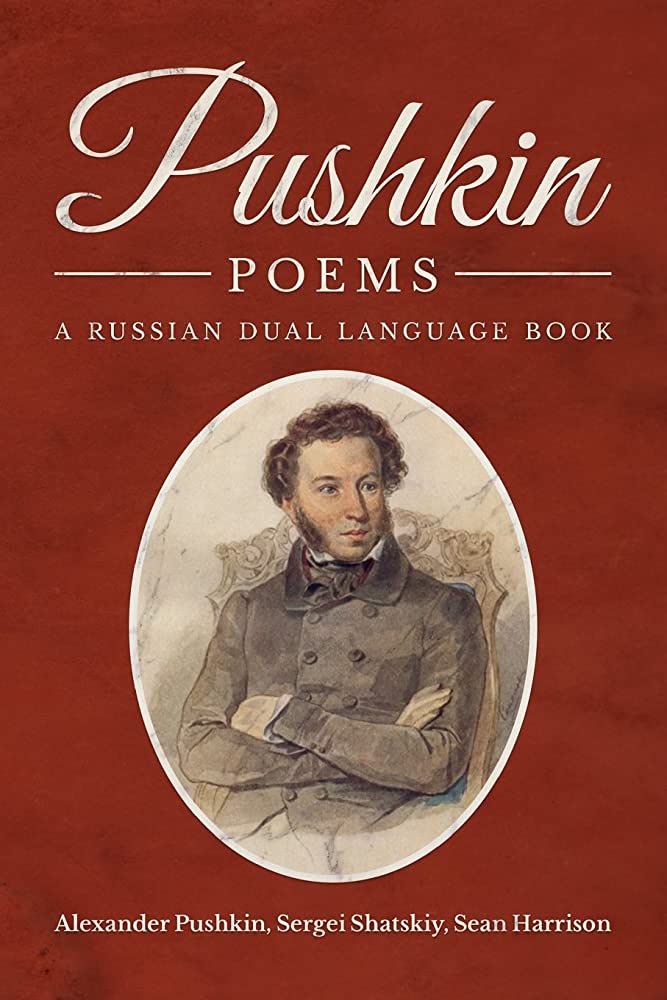 Pushkin
POEMS
A RUSSIAN DUAL LANGUAGE BOOK
Alexander Pushkin, Sergei Shatskiy, Sean Harrison